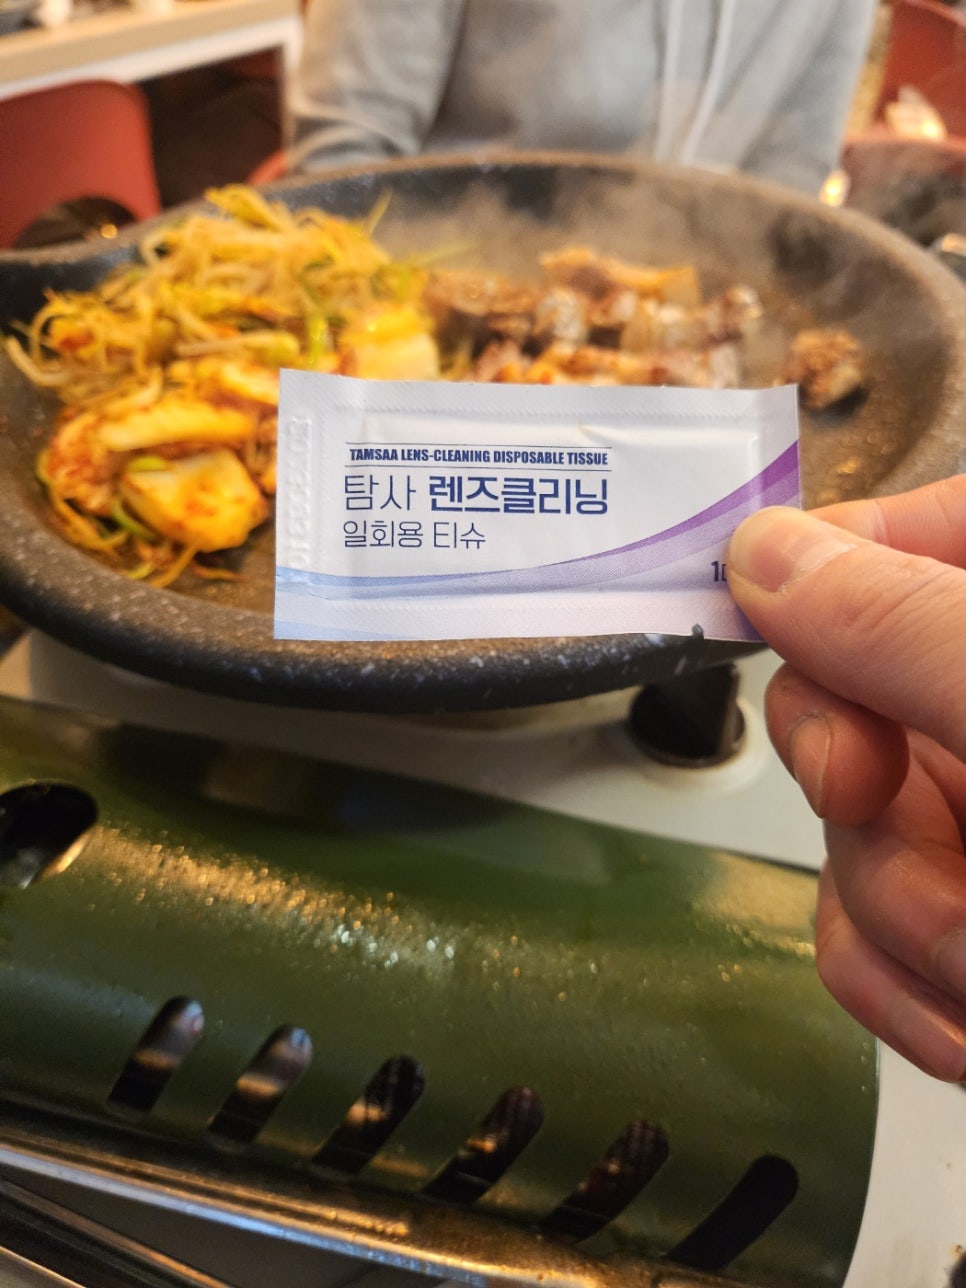 TAMSAA LENS-CLEANING DISPOSABLE TISSUE
탐사 렌즈클리닝
일회용 티슈